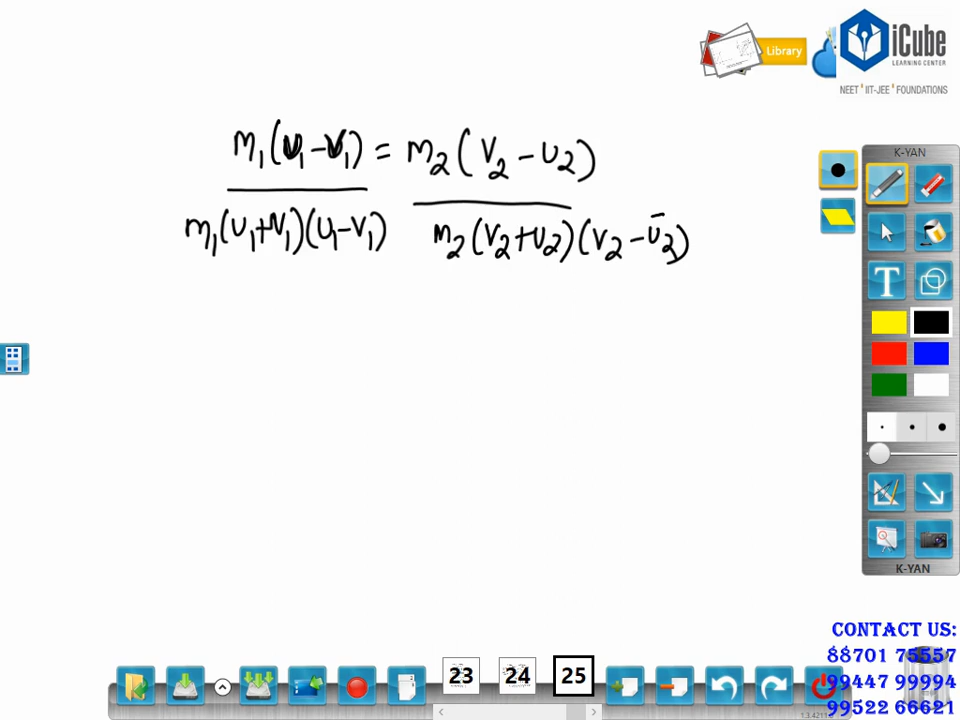 Library
iCube
LEARNING CENTER
NEET ' IIT-JEE ' FOUNDATIONS
m₁(u₁-v₁) = m₂(v₂-u₂)
m₁(u₁+v₁)(u₁-v₁) m₂(v₂+u₂)(v₂-u₂)
K-YAN
T
K-YAN
CONTACT US:
88701 75557
99447 99994
99522 66621
23 24 25